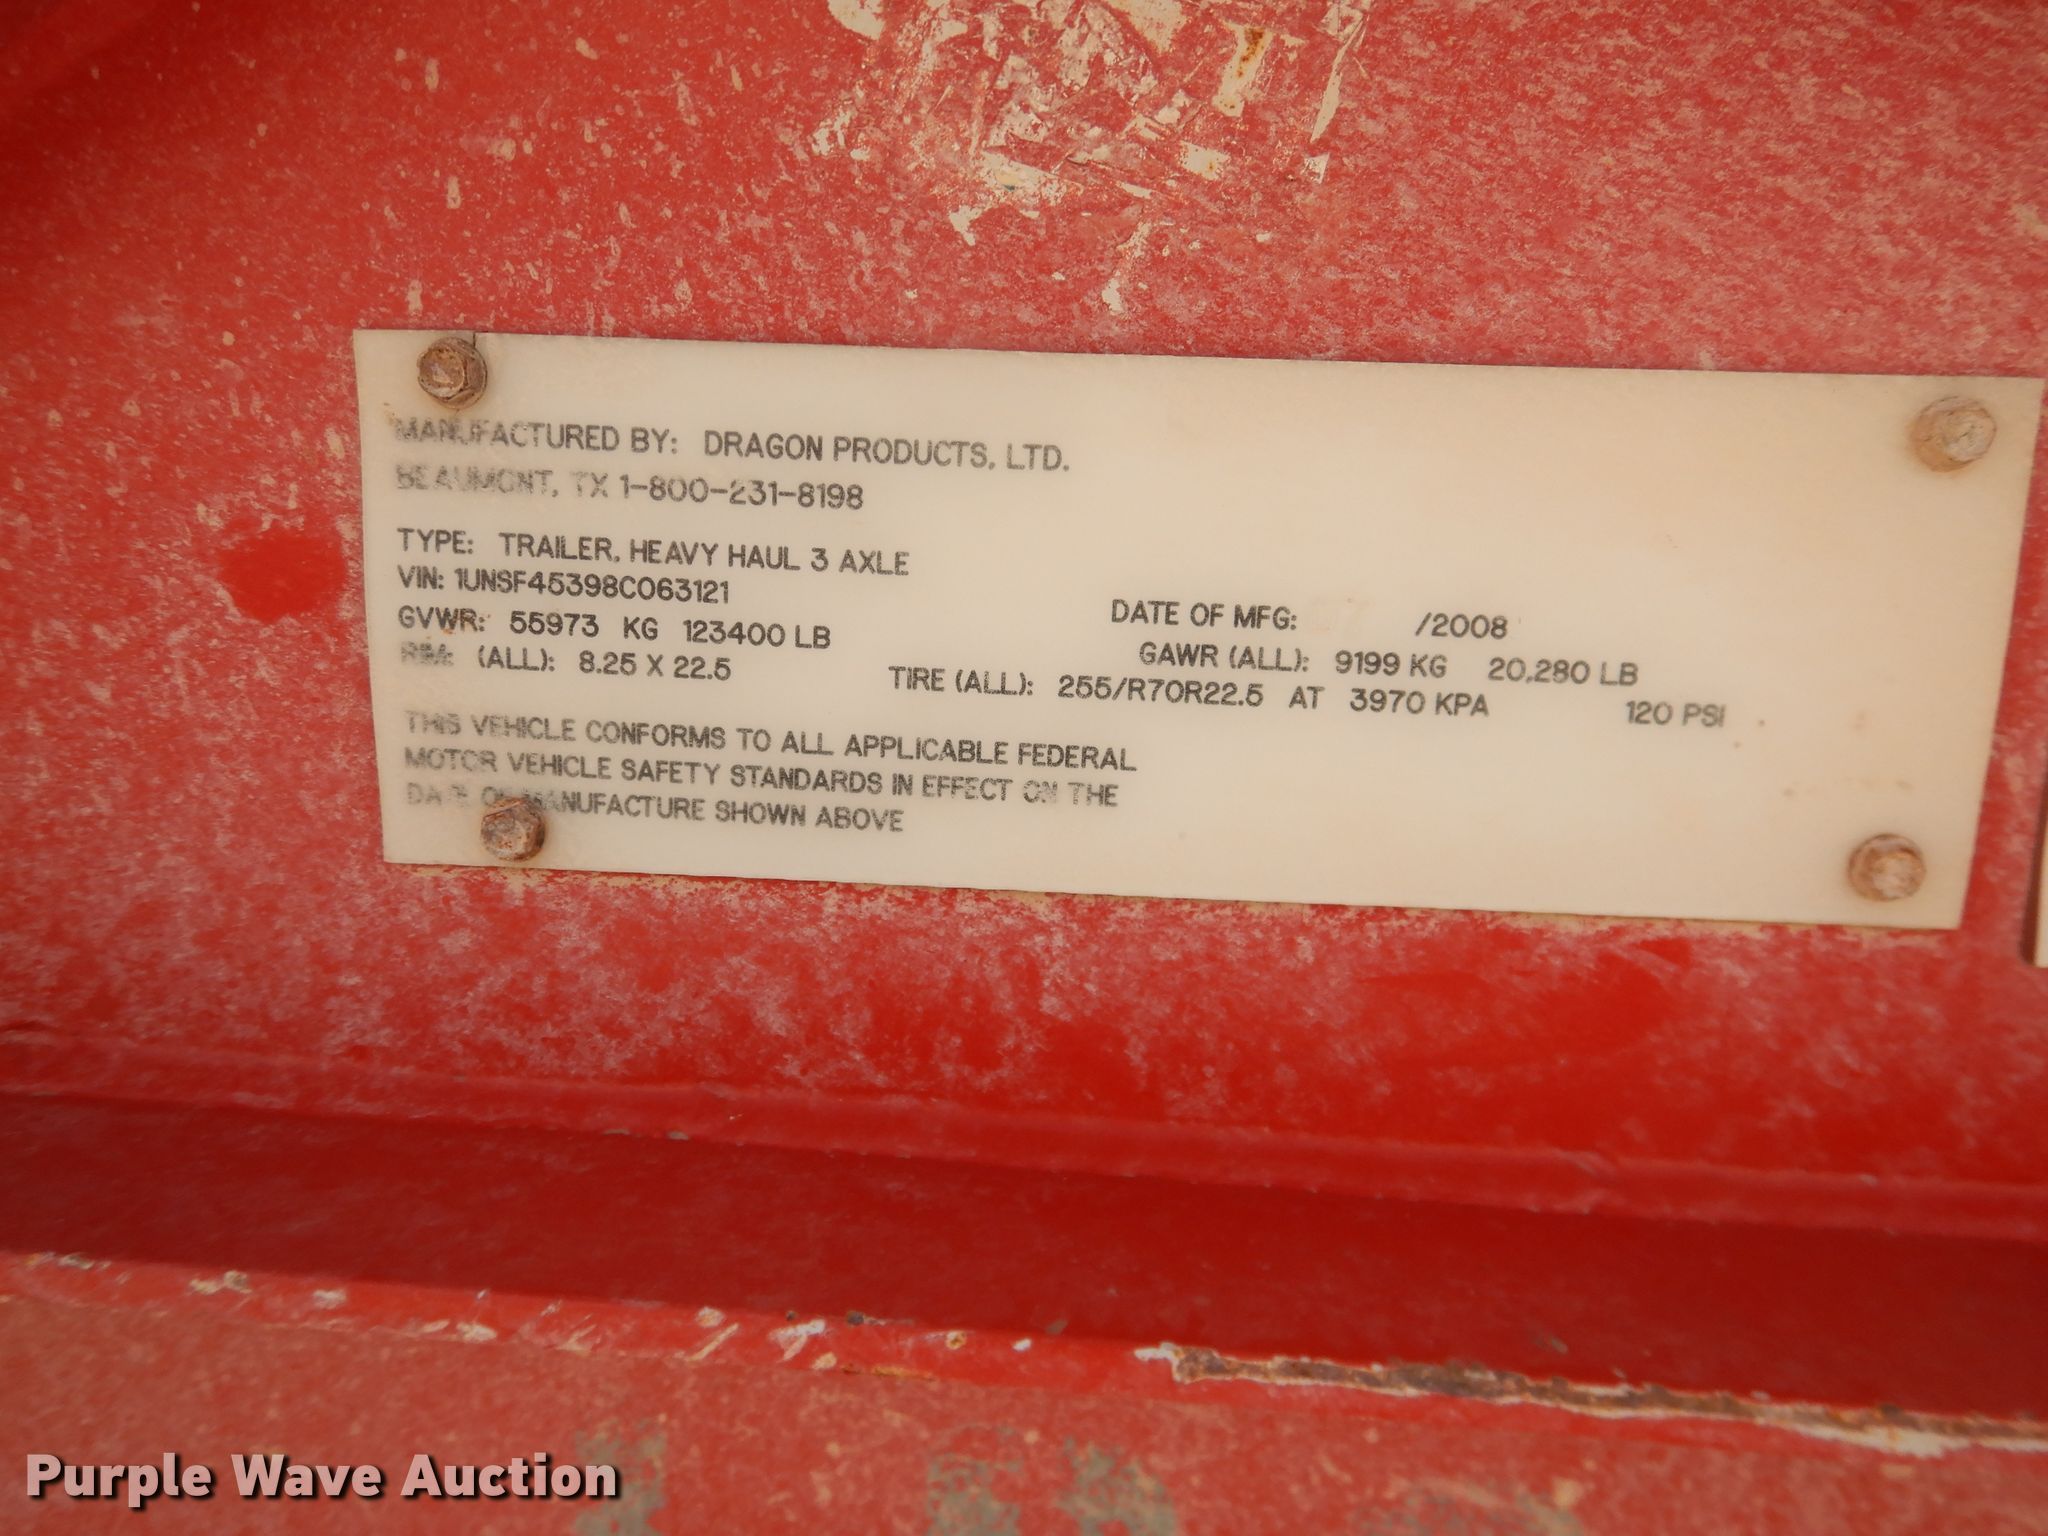 MANUFACTURED BY: DRAGON PRODUCTS, LTD.
BEAUMONT, TX 1-800-231-8198
TYPE: TRAILER, HEAVY HAUL 3 AXLE
VIN: 1UNSF45398C063121
DATE OF MFG: /2008
GVWR: 55973 KG 123400 LB
GAWR (ALL): 9199 KG 20,280 LB
RIM: (ALL): 8.25 X 22.5
TIRE (ALL): 255/R70R22.5 AT 3970 KPA 120 PSI
THIS VEHICLE CONFORMS TO ALL APPLICABLE FEDERAL
MOTOR VEHICLE SAFETY STANDARDS IN EFFECT ON THE
DATE OF MANUFACTURE SHOWN ABOVE
Purple Wave Auction